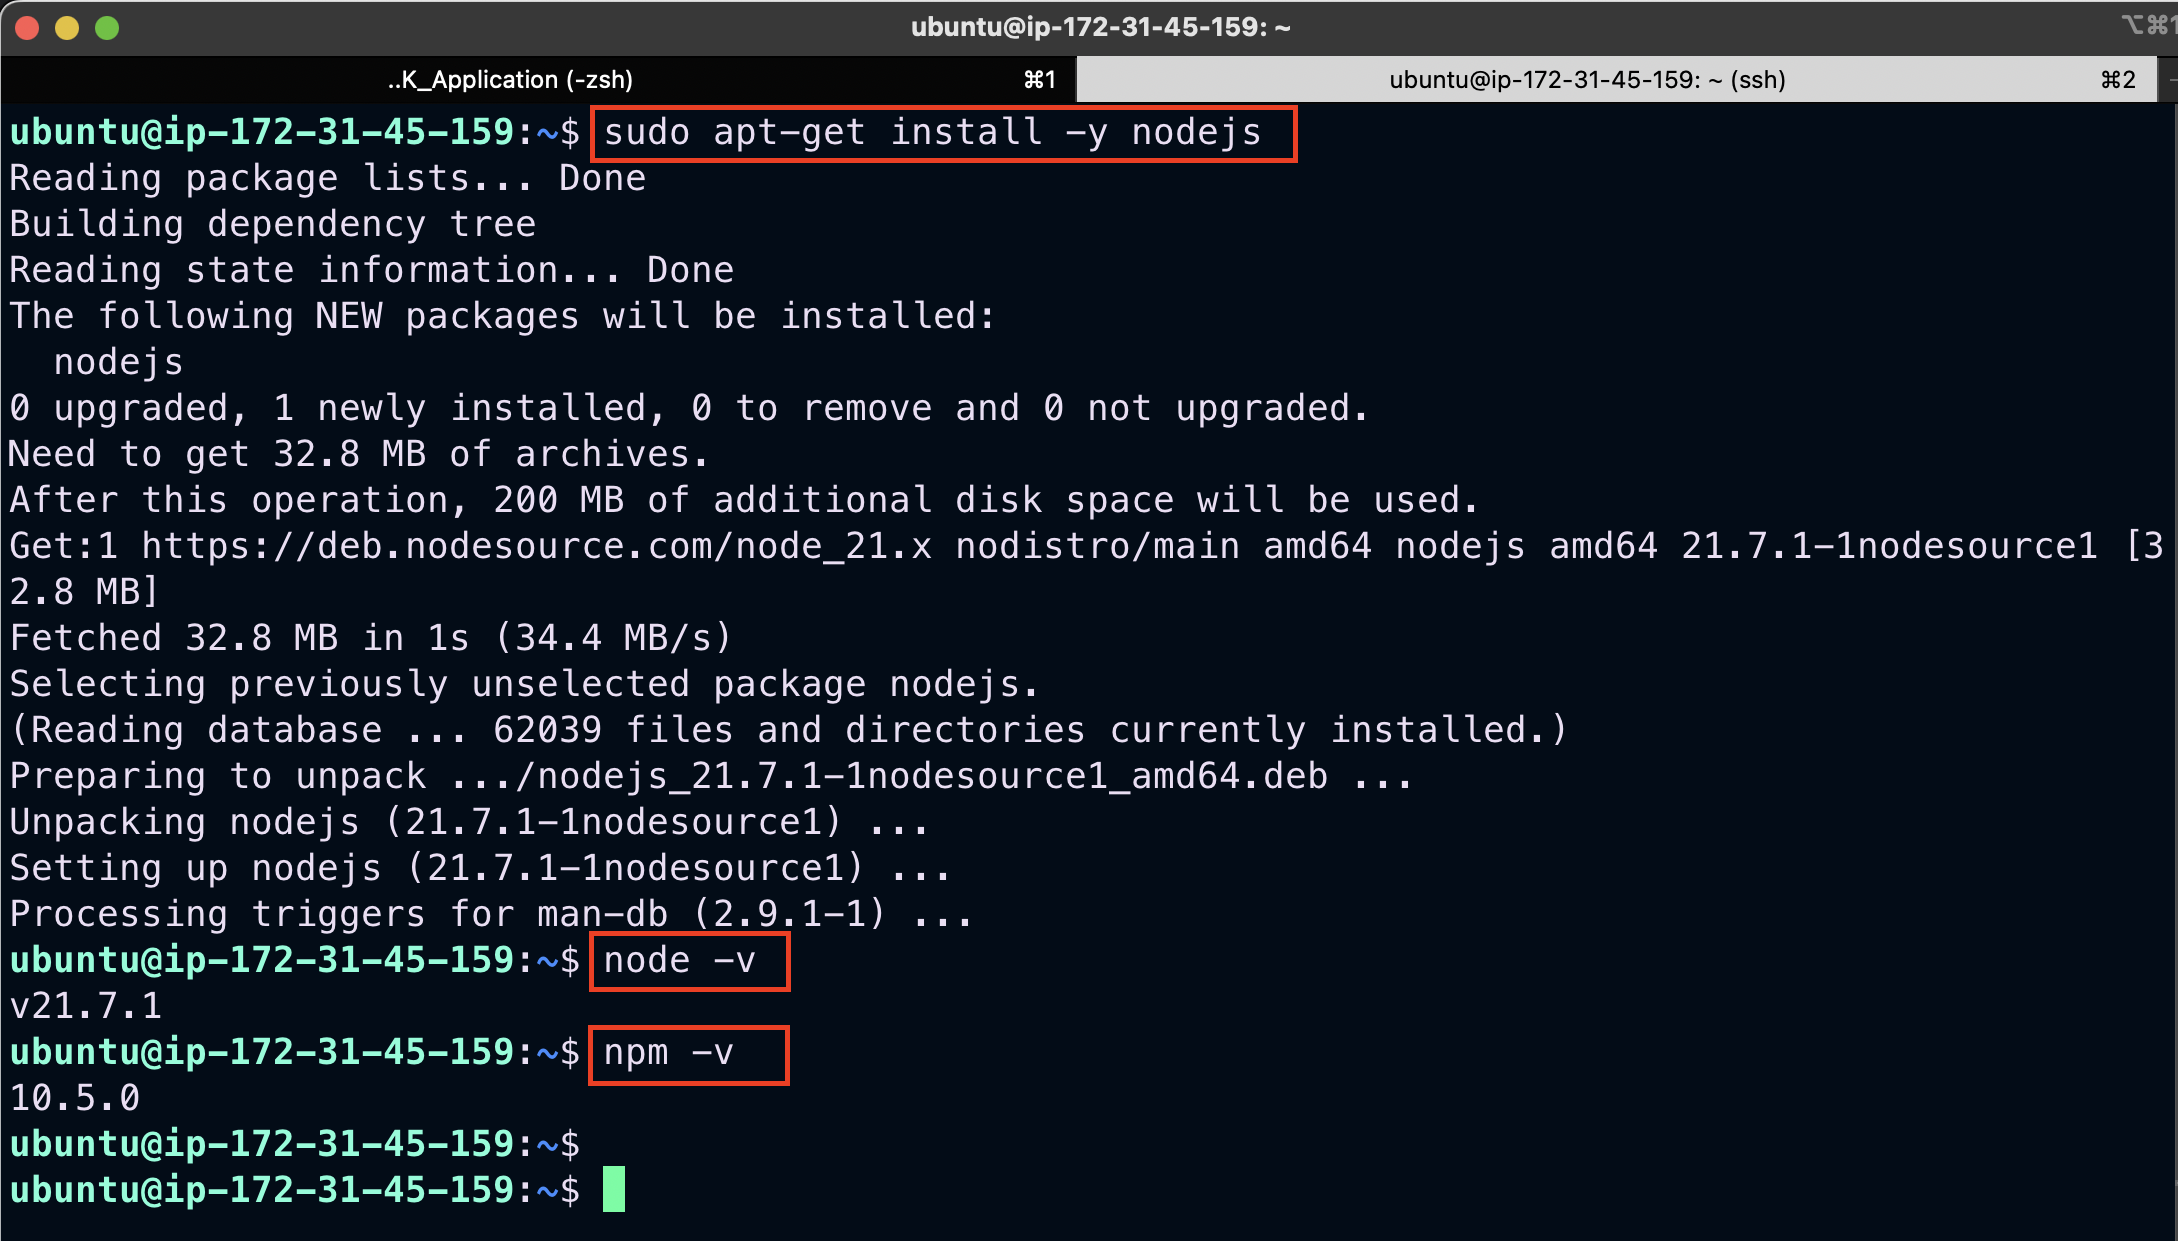 ubuntu@ip-172-31-45-159: ~
⌥⌘1
..K_Application (-zsh) ⌘1
ubuntu@ip-172-31-45-159: ~ (ssh) ⌘2
ubuntu@ip-172-31-45-159:~$ sudo apt-get install -y nodejs
Reading package lists... Done
Building dependency tree
Reading state information... Done
The following NEW packages will be installed:
  nodejs
0 upgraded, 1 newly installed, 0 to remove and 0 not upgraded.
Need to get 32.8 MB of archives.
After this operation, 200 MB of additional disk space will be used.
Get:1 https://deb.nodesource.com/node_21.x nodistro/main amd64 nodejs amd64 21.7.1-1nodesource1 [3
2.8 MB]
Fetched 32.8 MB in 1s (34.4 MB/s)
Selecting previously unselected package nodejs.
(Reading database ... 62039 files and directories currently installed.)
Preparing to unpack .../nodejs_21.7.1-1nodesource1_amd64.deb ...
Unpacking nodejs (21.7.1-1nodesource1) ...
Setting up nodejs (21.7.1-1nodesource1) ...
Processing triggers for man-db (2.9.1-1) ...
ubuntu@ip-172-31-45-159:~$ node -v
v21.7.1
ubuntu@ip-172-31-45-159:~$ npm -v
10.5.0
ubuntu@ip-172-31-45-159:~$
ubuntu@ip-172-31-45-159:~$